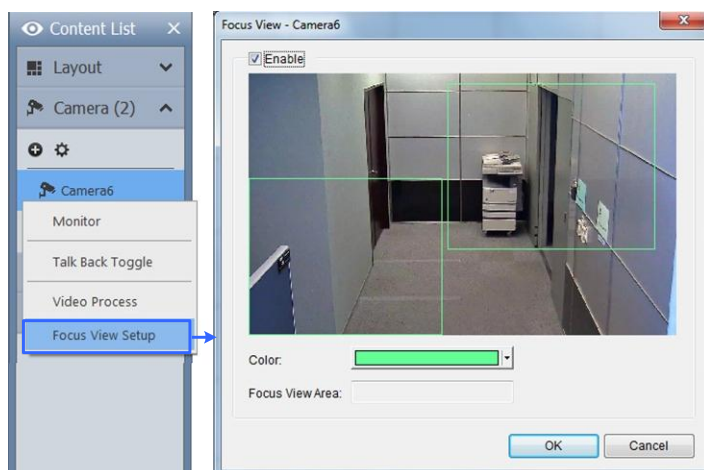 Content List
Layout
Camera (2)
Camera6
Monitor
Talk Back Toggle
Video Process
Focus View Setup
Focus View - Camera6
Enable
Color:
Focus View Area:
OK
Cancel